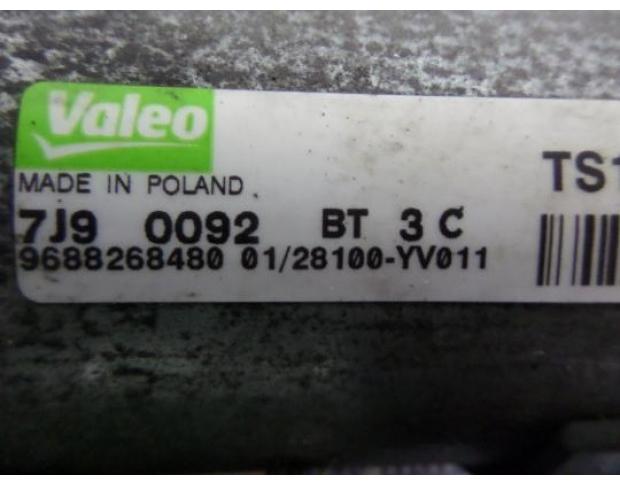 Valeo
MADE IN POLAND
TS1
7J9 0092 BT 3 C
9688268480 01/28100-YV011